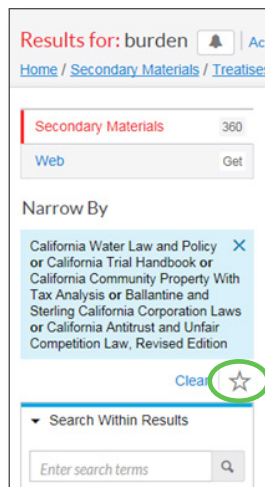 Results for: burden Ac
Home / Secondary Materials / Treatises
Secondary Materials 360
Web Get
Narrow By
California Water Law and Policy
or California Trial Handbook or
California Community Property With
Tax Analysis or Ballantine and
Sterling California Corporation Laws
or California Antitrust and Unfair
Competition Law, Revised Edition
Clear
Search Within Results
Enter search terms